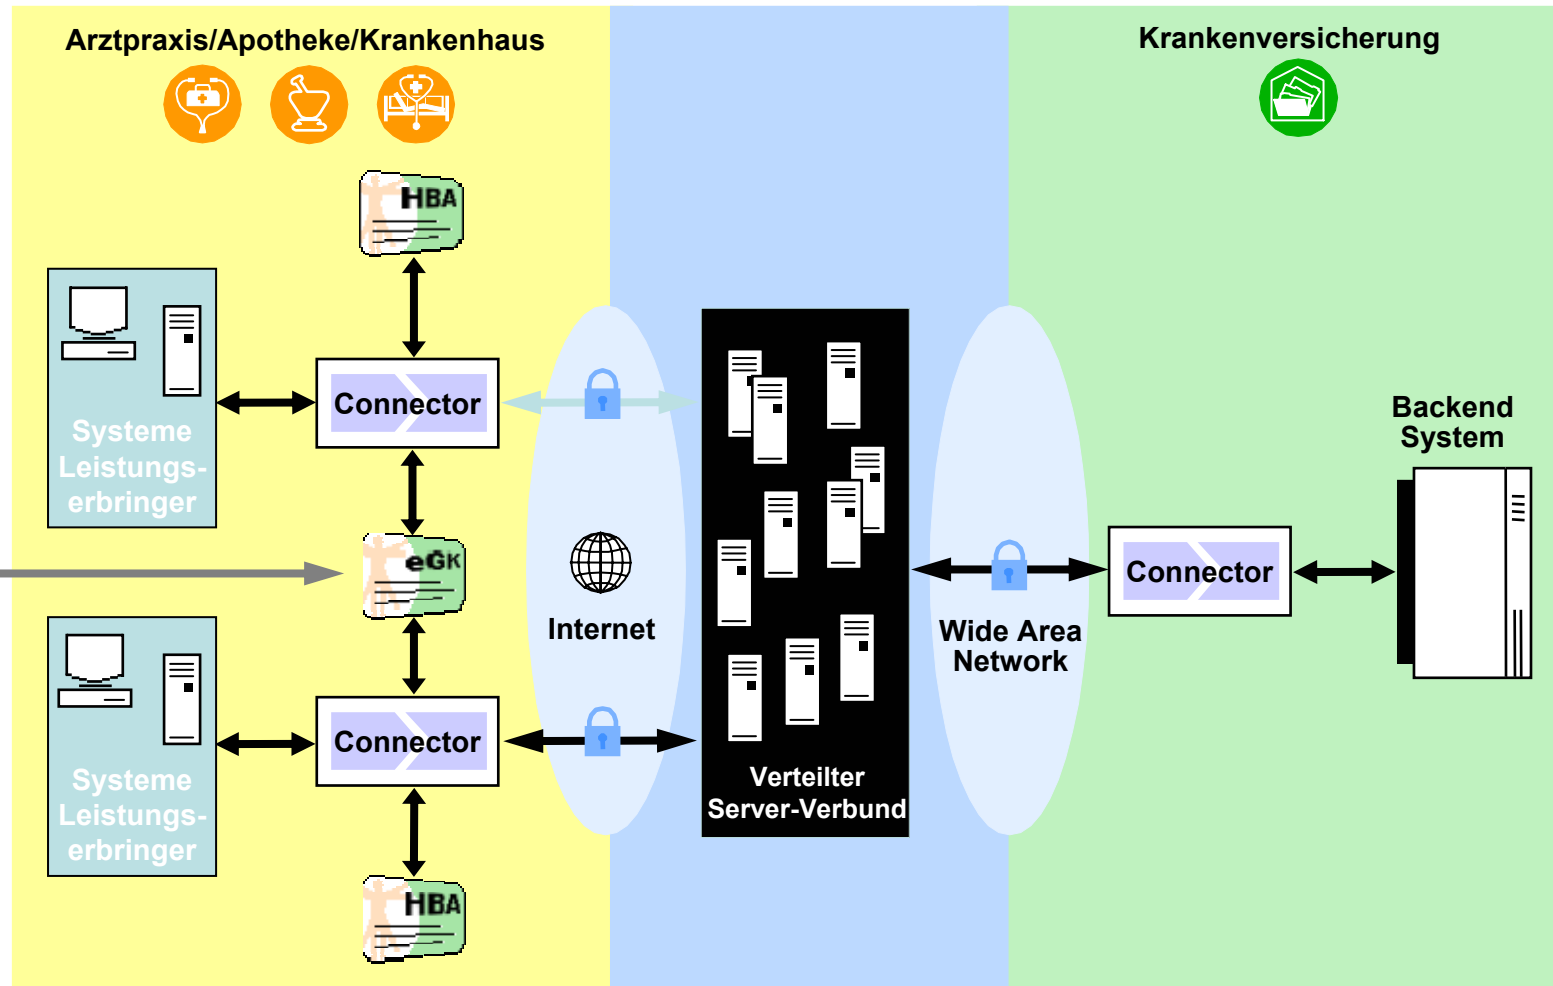 Arztpraxis/Apotheke/Krankenhaus
Krankenversicherung
HBA
Systeme
Leistungs-
erbringer
Connector
eGK
Systeme
Leistungs-
erbringer
Connector
HBA
Internet
Verteilter
Server-Verbund
Wide Area
Network
Connector
Backend
System